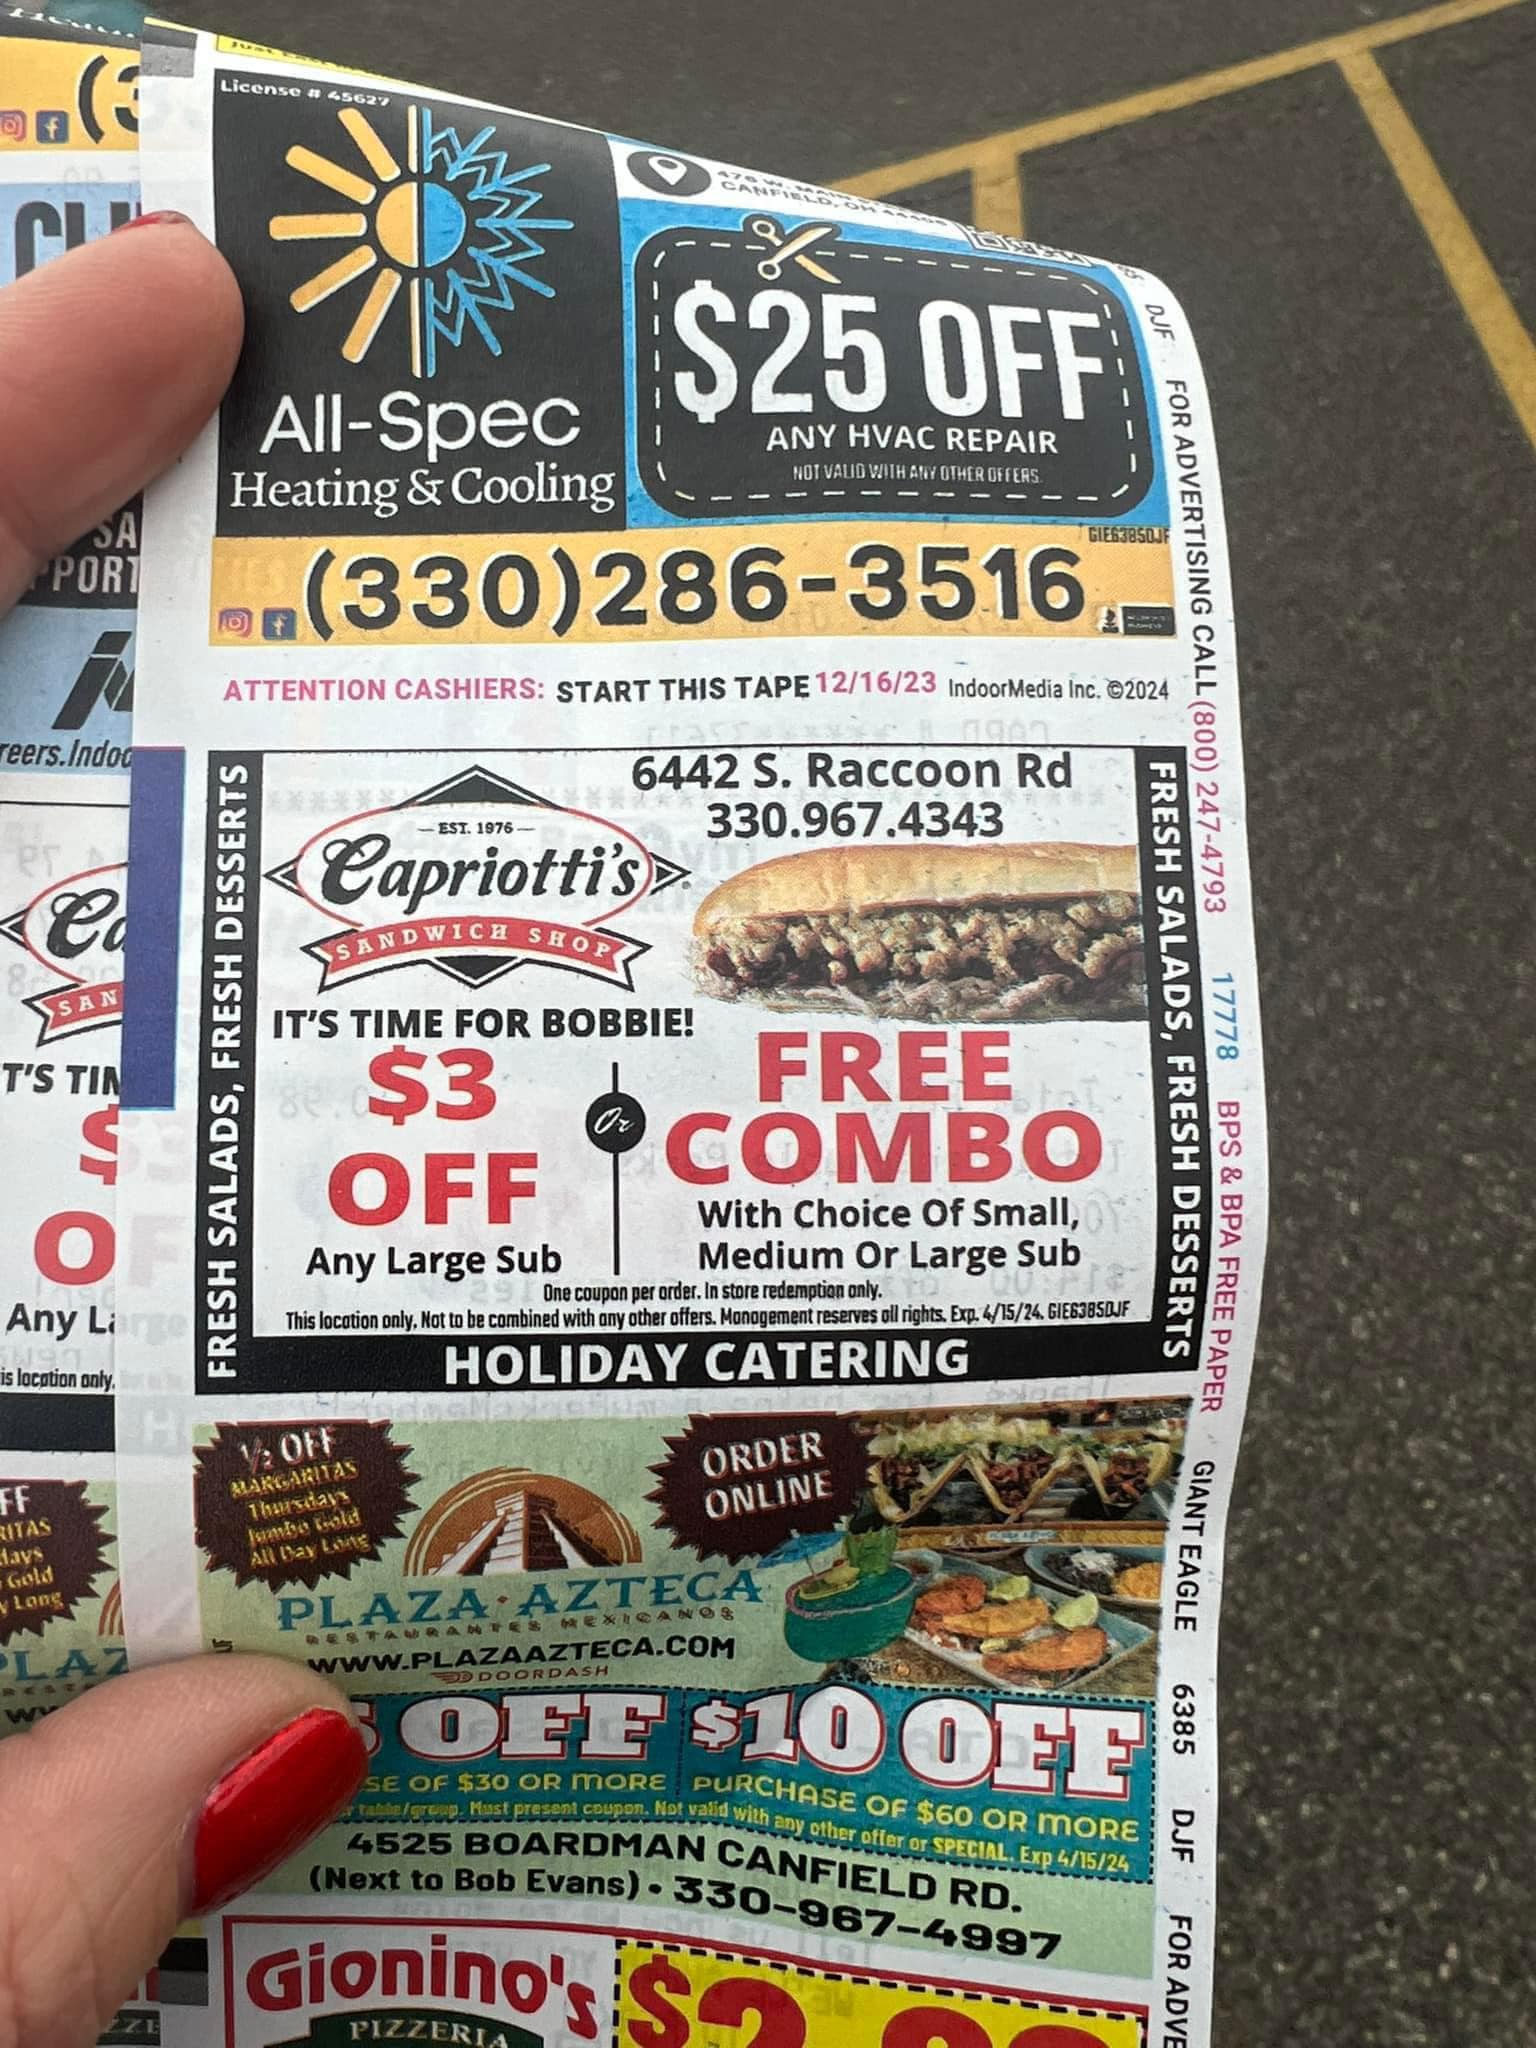 License # 45627
CANFIELD, OH
$25 OFF
ANY HVAC REPAIR
NOT VALID WITH ANY OTHER OFFERS.
All-Spec
Heating & Cooling
GIE6385DJF
(330)286-3516
ATTENTION CASHIERS: START THIS TAPE 12/16/23 IndoorMedia Inc. ©2024
FRESH SALADS, FRESH DESSERTS
6442 S. Raccoon Rd
330.967.4343
EST. 1976
Capriotti's
SANDWICH SHOP
IT'S TIME FOR BOBBIE!
$3
OFF
Any Large Sub
Or
FREE
COMBO
With Choice Of Small,
Medium Or Large Sub
One coupon per order. In store redemption only.
This location only. Not to be combined with any other offers. Management reserves all rights. Exp. 4/15/24. GIE6385DJF
FRESH SALADS, FRESH DESSERTS
HOLIDAY CATERING
½ OFF
MARGARITAS
Thursdays
Jumbo Gold
All Day Long
ORDER
ONLINE
PLAZA AZTECA
RESTAURANTES MEXICANOS
WWW.PLAZAAZTECA.COM
DOORDASH
OFF
OF $30 OR MORE
$10 OFF
PURCHASE OF $60 OR MORE
table/group. Must present coupon. Not valid with any other offer or SPECIAL. Exp 4/15/24
4525 BOARDMAN CANFIELD RD.
(Next to Bob Evans) • 330-967-4997
Gionino's
PIZZERIA
DJF FOR ADVERTISING CALL (800) 247-4793 17778 BPS & BPA FREE PAPER GIANT EAGLE 6385 DJF FOR
Any
is location only.